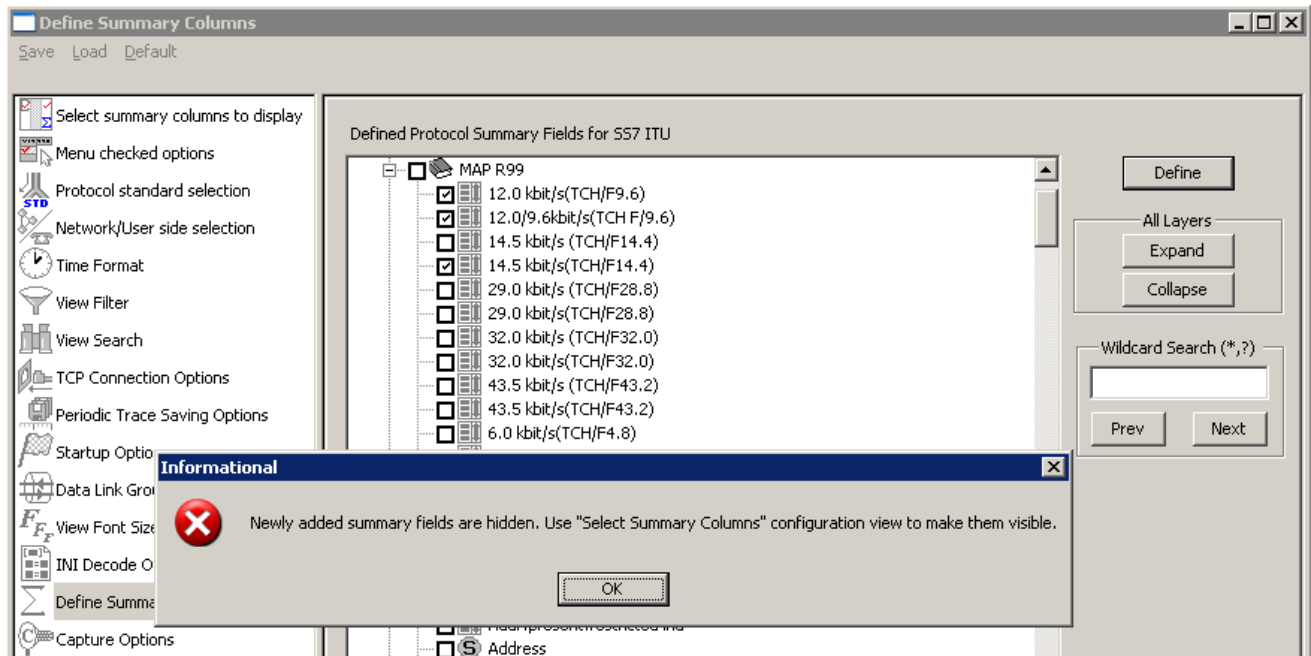 Define Summary Columns
Save Load Default
Select summary columns to display
Menu checked options
STD
Protocol standard selection
Network/User side selection
Time Format
View Filter
View Search
TCP Connection Options
Periodic Trace Saving Options
Startup Optio
Data Link Gro
View Font Size
INI Decode O
Define Summa
Capture Options
Defined Protocol Summary Fields for SS7 ITU
MAP R99
12.0 kbit/s(TCH/F9.6)
12.0/9.6kbit/s(TCH F/9.6)
14.5 kbit/s (TCH/F14.4)
14.5 kbit/s(TCH/F14.4)
29.0 kbit/s (TCH/F28.8)
29.0 kbit/s(TCH/F28.8)
32.0 kbit/s(TCH/F32.0)
32.0 kbit/s(TCH/F32.0)
43.5 kbit/s (TCH/F43.2)
43.5 kbit/s(TCH/F43.2)
6.0 kbit/s(TCH/F4.8)
S Address
Define
All Layers
Expand
Collapse
Wildcard Search (*,?)
Prev Next
Informational
Newly added summary fields are hidden. Use "Select Summary Columns" configuration view to make them visible.
OK